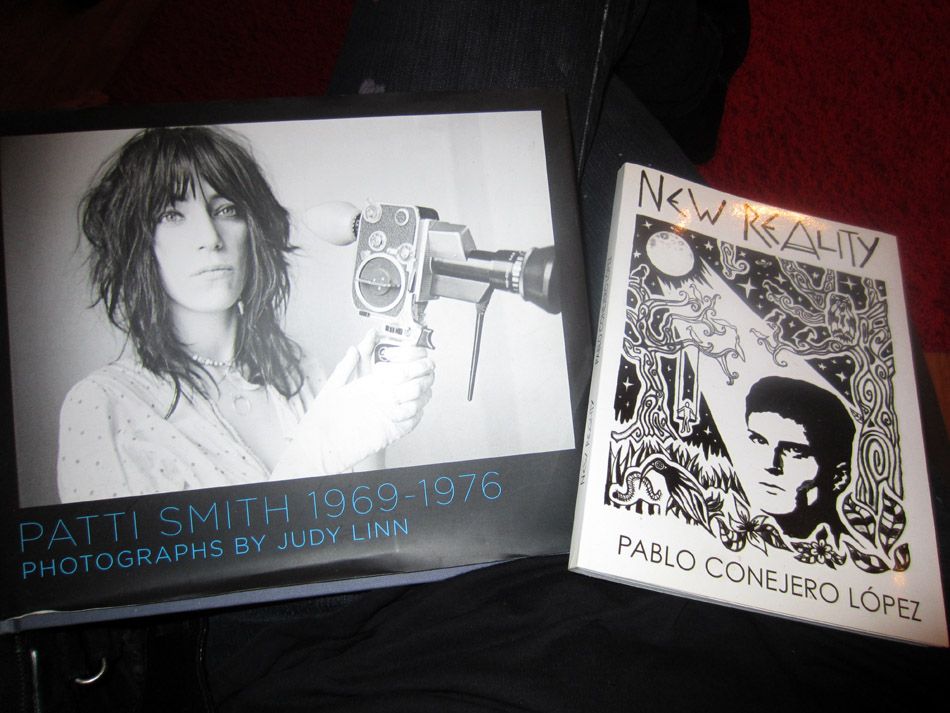 PATTI SMITH 1969-1976
PHOTOGRAPHS BY JUDY LINN
NEW REALITY
PABLO CONEJERO LÓPEZ